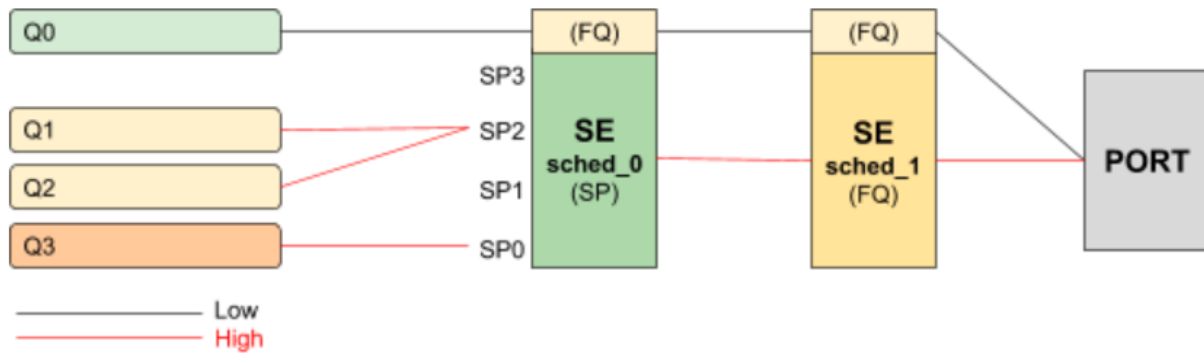 Q0
(FQ)
(FQ)
SP3
Q1
SP2
SE
sched_0
(SP)
SE
sched_1
(FQ)
PORT
Q2
SP1
Q3
SP0
Low
High